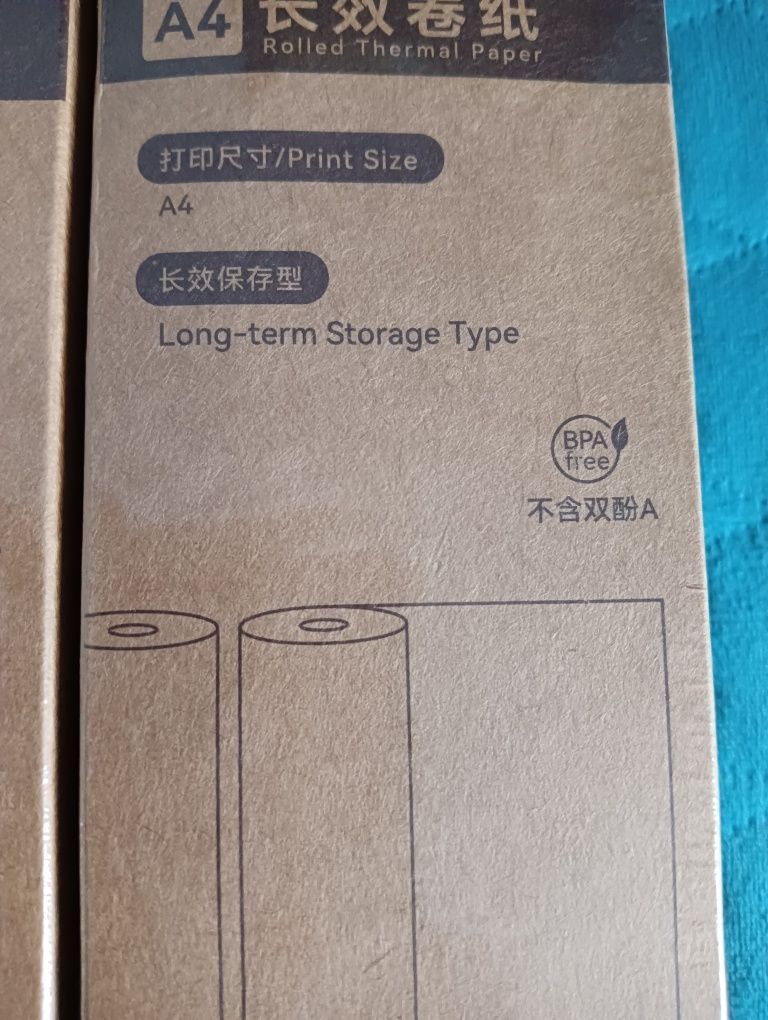 A4 长效卷纸
Rolled Thermal Paper
打印尺寸/Print Size
A4
长效保存型
Long-term Storage Type
BPA
free
不含双酚A